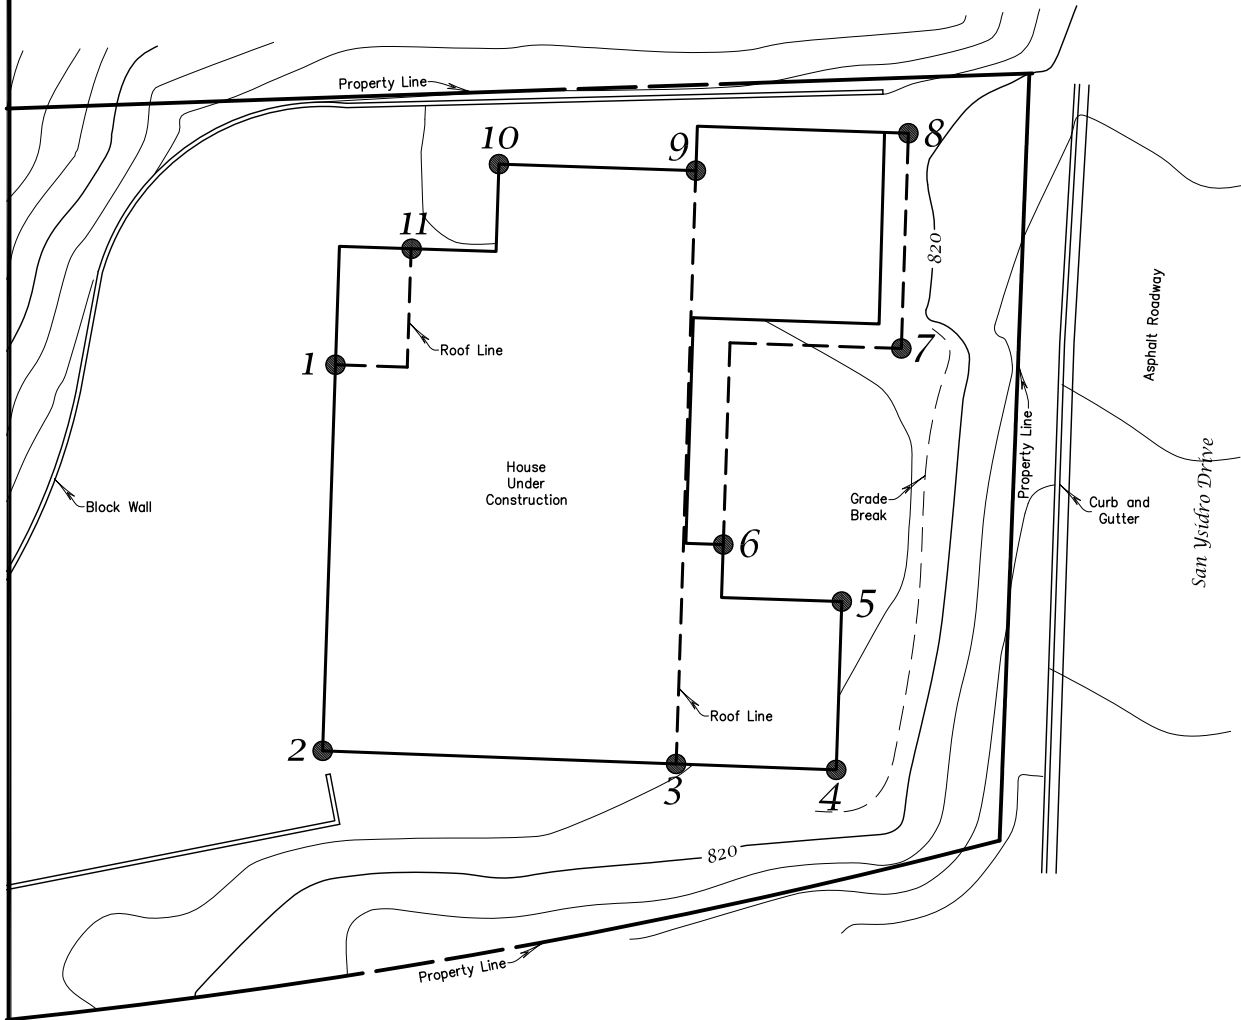 Property Line
10
9
8
11
820
Asphalt Roadway
Roof Line
1
7
Property Line
House
Under
Construction
San Ysidro Drive
Block Wall
Grade
Break
Curb and
Gutter
6
5
Roof Line
2
3
4
820
Property Line